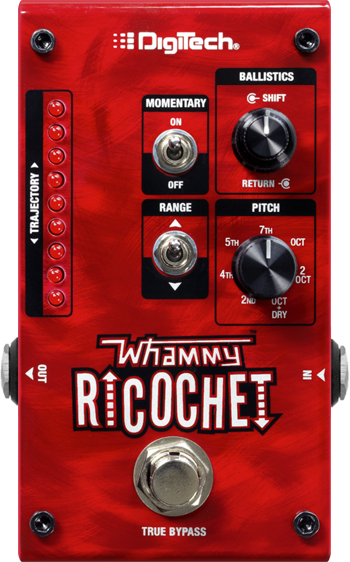 DigiTech®
BALLISTICS
SHIFT
RETURN
MOMENTARY
ON
OFF
TRAJECTORY
RANGE
PITCH
7TH
5TH
OCT
4TH
2
OCT
2ND
OCT
+
DRY
Whammy™
RICOCHET
OUT
IN
TRUE BYPASS